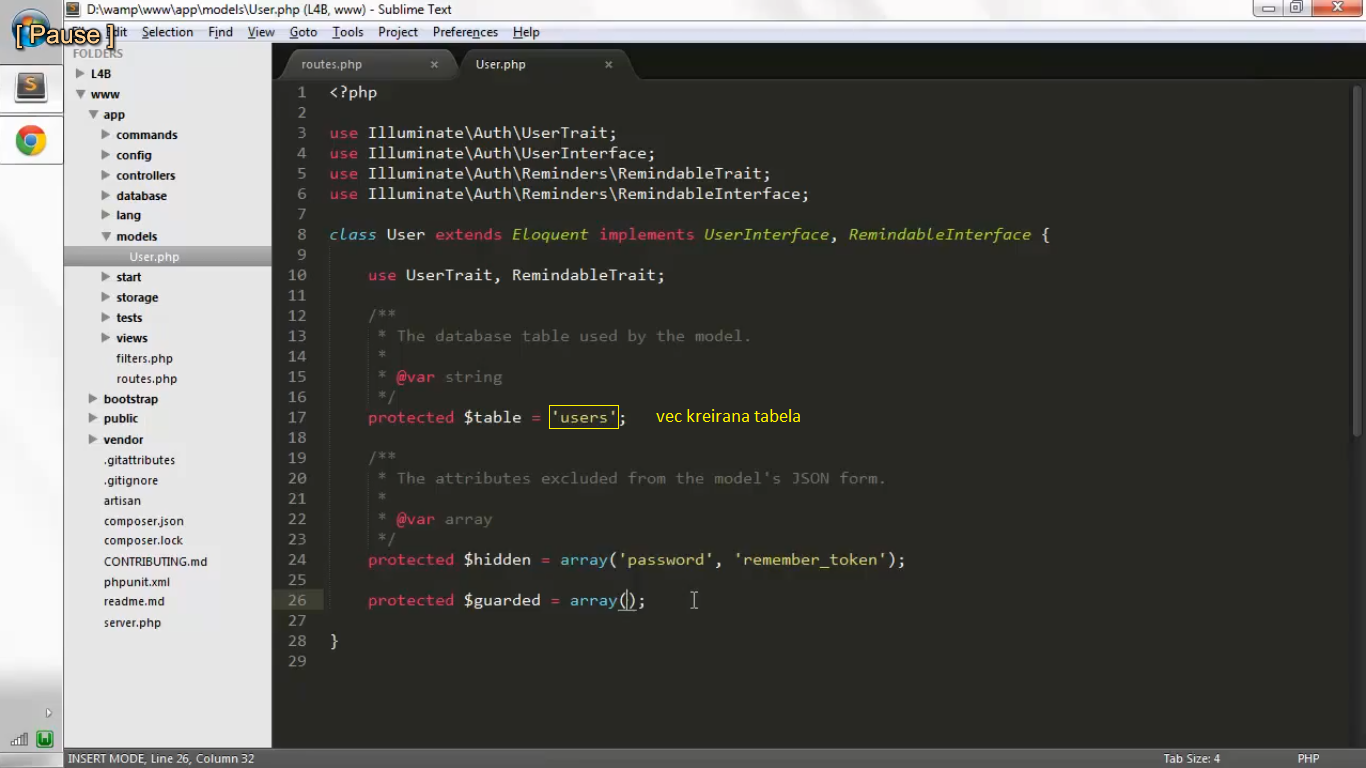 D:\wamp\www\app\models\User.php (L4B, www) - Sublime Text
[ Pause ]
Edit Selection Find View Goto Tools Project Preferences Help
FOLDERS
L4B
www
app
commands
config
controllers
database
lang
models
User.php
start
storage
tests
views
filters.php
routes.php
bootstrap
public
vendor
.gitattributes
.gitignore
artisan
composer.json
composer.lock
CONTRIBUTING.md
phpunit.xml
readme.md
server.php
routes.php × User.php ×
1 <?php
2
3 use Illuminate\Auth\UserTrait;
4 use Illuminate\Auth\UserInterface;
5 use Illuminate\Auth\Reminders\RemindableTrait;
6 use Illuminate\Auth\Reminders\RemindableInterface;
7
8 class User extends Eloquent implements UserInterface, RemindableInterface {
9
10 use UserTrait, RemindableTrait;
11
12 /**
13 * The database table used by the model.
14 *
15 * @var string
16 */
17 protected $table = 'users'; vec kreirana tabela
18
19 /**
20 * The attributes excluded from the model's JSON form.
21 *
22 * @var array
23 */
24 protected $hidden = array('password', 'remember_token');
25
26 protected $guarded = array();
27
28 }
29
INSERT MODE, Line 26, Column 32 Tab Size: 4 PHP